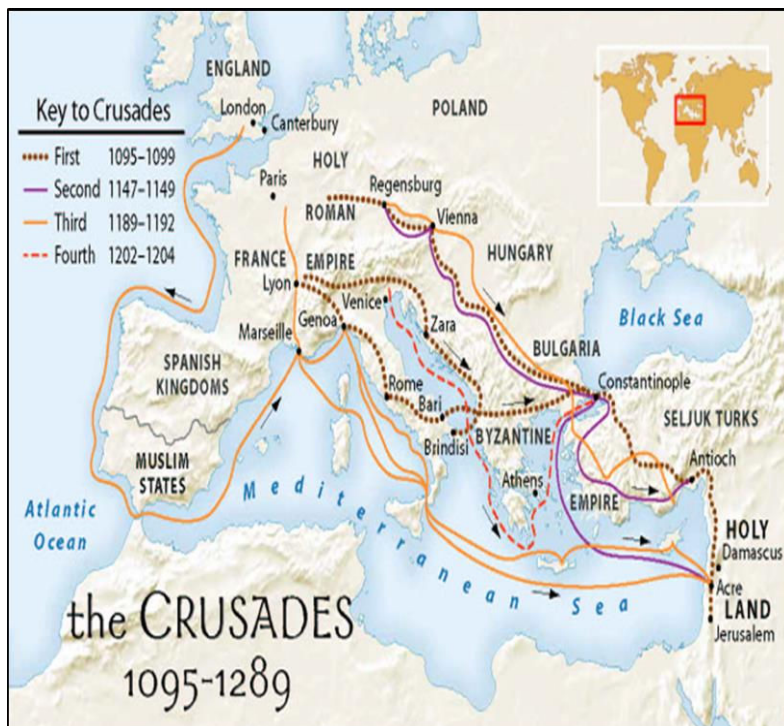 ENGLAND
London
Canterbury
POLAND
Key to Crusades
First 1095–1099
Second 1147–1149
Third 1189–1192
Fourth 1202–1204
HOLY
Paris
Regensburg
ROMAN
Vienna
HUNGARY
FRANCE
EMPIRE
Lyon
Venice
Genoa
Zara
Black Sea
Marseille
BULGARIA
SPANISH
KINGDOMS
Rome
Constantinople
Bari
SELJUK TURKS
BYZANTINE
Brindisi
MUSLIM
STATES
Antioch
Athens
EMPIRE
Atlantic
Ocean
Mediterranean Sea
HOLY
Damascus
Acre
LAND
Jerusalem
the CRUSADES
1095-1289